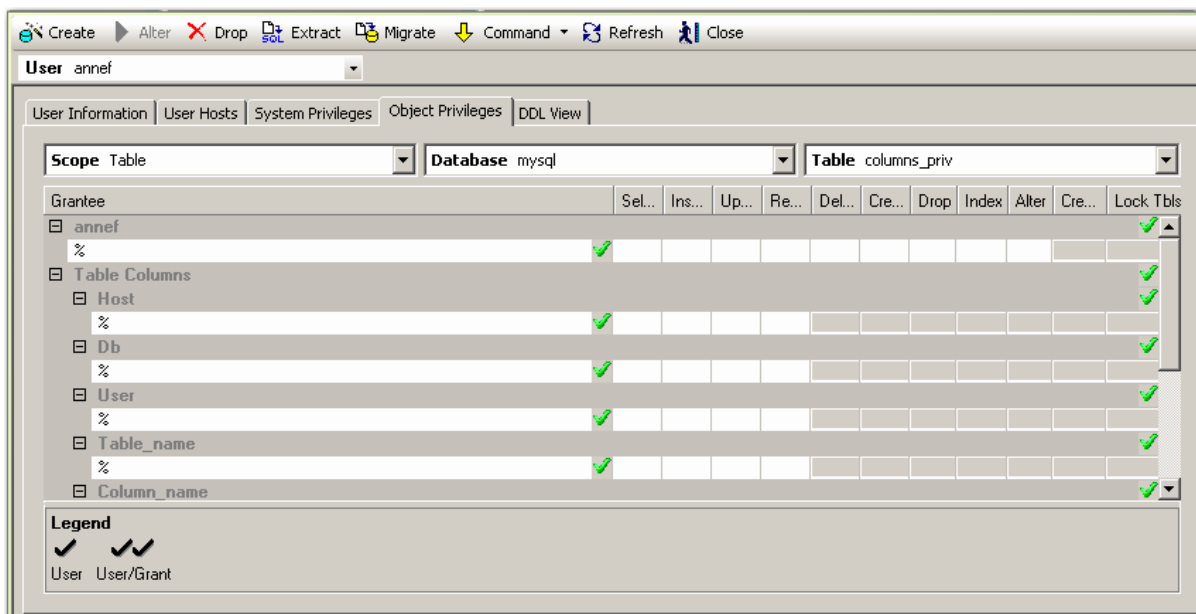 Create Alter Drop Extract Migrate Command Refresh Close
User annef
User Information User Hosts System Privileges Object Privileges DDL View
Scope Table Database mysql Table columns_priv
Grantee Sel... Ins... Up... Re... Del... Cre... Drop Index Alter Cre... Lock Tbls
annef
%
Table Columns
Host
%
Db
%
User
%
Table_name
%
Column_name
Legend
User User/Grant